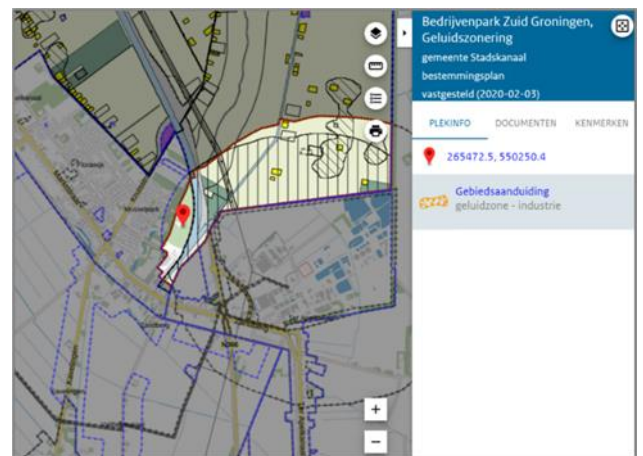 Bedrijvenpark Zuid Groningen,
Geluidszonering
gemeente Stadskanaal
bestemmingsplan
vastgesteld (2020-02-03)
PLEKINFO DOCUMENTEN KENMERKEN
265472.5, 550250.4
Gebiedsaanduiding
geluidzone - industrie
+
−